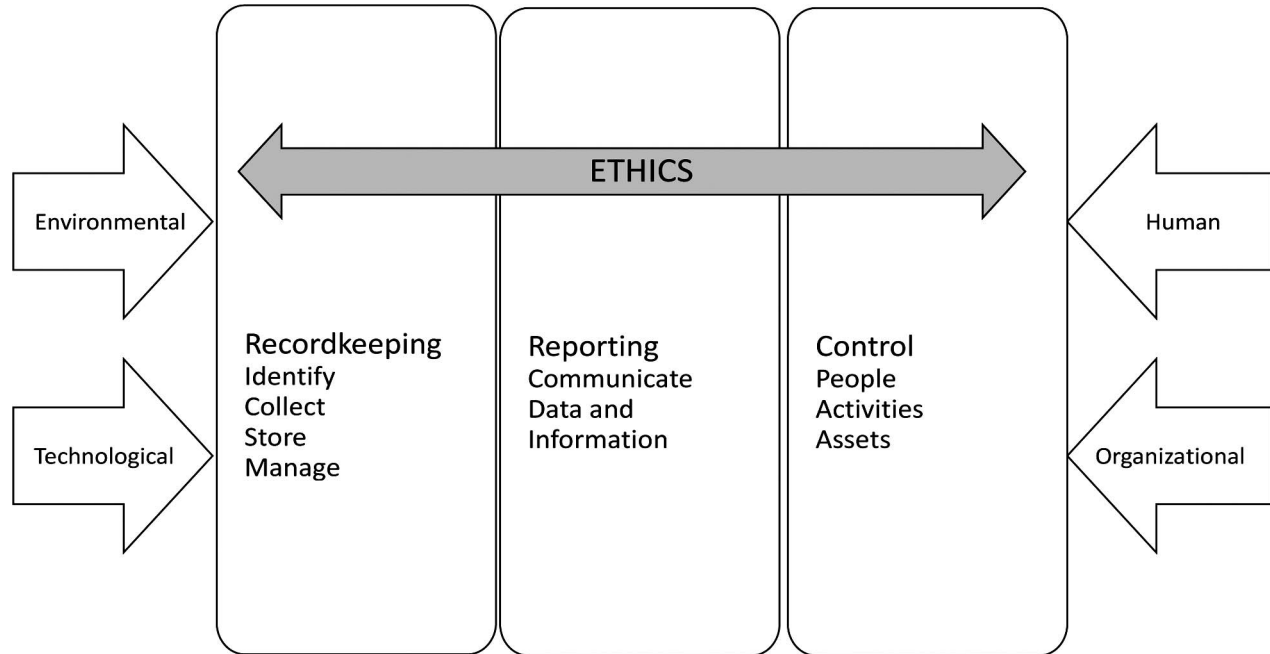 ETHICS
Environmental
Human
Recordkeeping
Identify
Collect
Store
Manage
Reporting
Communicate
Data and
Information
Control
People
Activities
Assets
Technological
Organizational